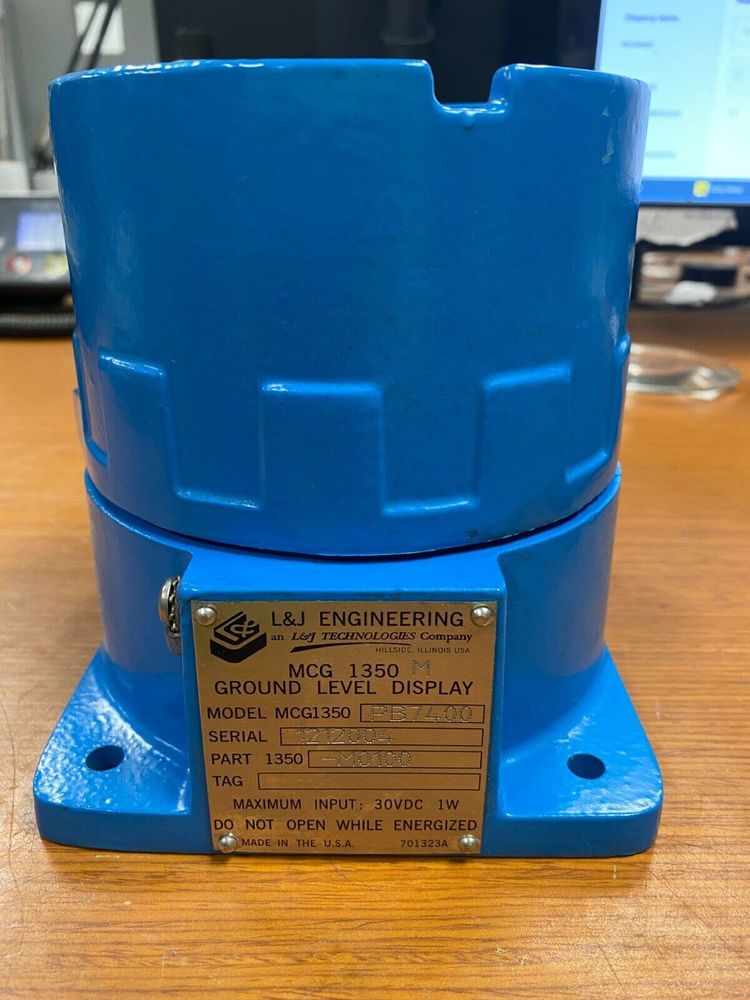 L&J ENGINEERING
an L&J TECHNOLOGIES Company
HILLSIDE, ILLINOIS USA
MCG 1350 M
GROUND LEVEL DISPLAY
MODEL MCG1350 PB7400
SERIAL 1212004
PART 1350 -M0100
TAG
MAXIMUM INPUT: 30VDC 1W
DO NOT OPEN WHILE ENERGIZED
MADE IN THE U.S.A. 701323A